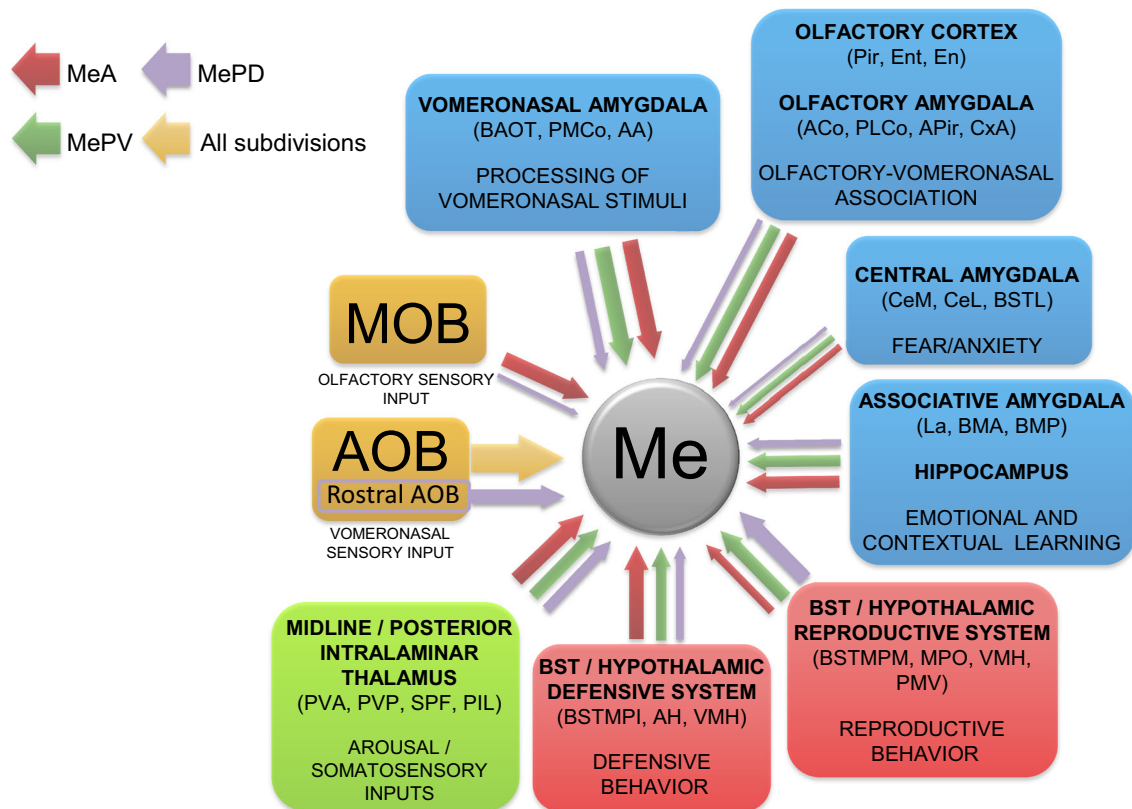 MeA
MePD
MePV
All subdivisions
VOMERONASAL AMYGDALA
(BAOT, PMCo, AA)
PROCESSING OF
VOMERONASAL STIMULI
OLFACTORY CORTEX
(Pir, Ent, En)
OLFACTORY AMYGDALA
(ACo, PLCo, APir, CxA)
OLFACTORY-VOMERONASAL
ASSOCIATION
CENTRAL AMYGDALA
(CeM, CeL, BSTL)
FEAR/ANXIETY
MOB
OLFACTORY SENSORY
INPUT
AOB
Rostral AOB
VOMERONASAL
SENSORY INPUT
Me
ASSOCIATIVE AMYGDALA
(La, BMA, BMP)
HIPPOCAMPUS
EMOTIONAL AND
CONTEXTUAL LEARNING
MIDLINE / POSTERIOR
INTRALAMINAR
THALAMUS
(PVA, PVP, SPF, PIL)
AROUSAL /
SOMATOSENSORY
INPUTS
BST / HYPOTHALAMIC
DEFENSIVE SYSTEM
(BSTMPI, AH, VMH)
DEFENSIVE
BEHAVIOR
BST / HYPOTHALAMIC
REPRODUCTIVE SYSTEM
(BSTMPM, MPO, VMH,
PMV)
REPRODUCTIVE
BEHAVIOR